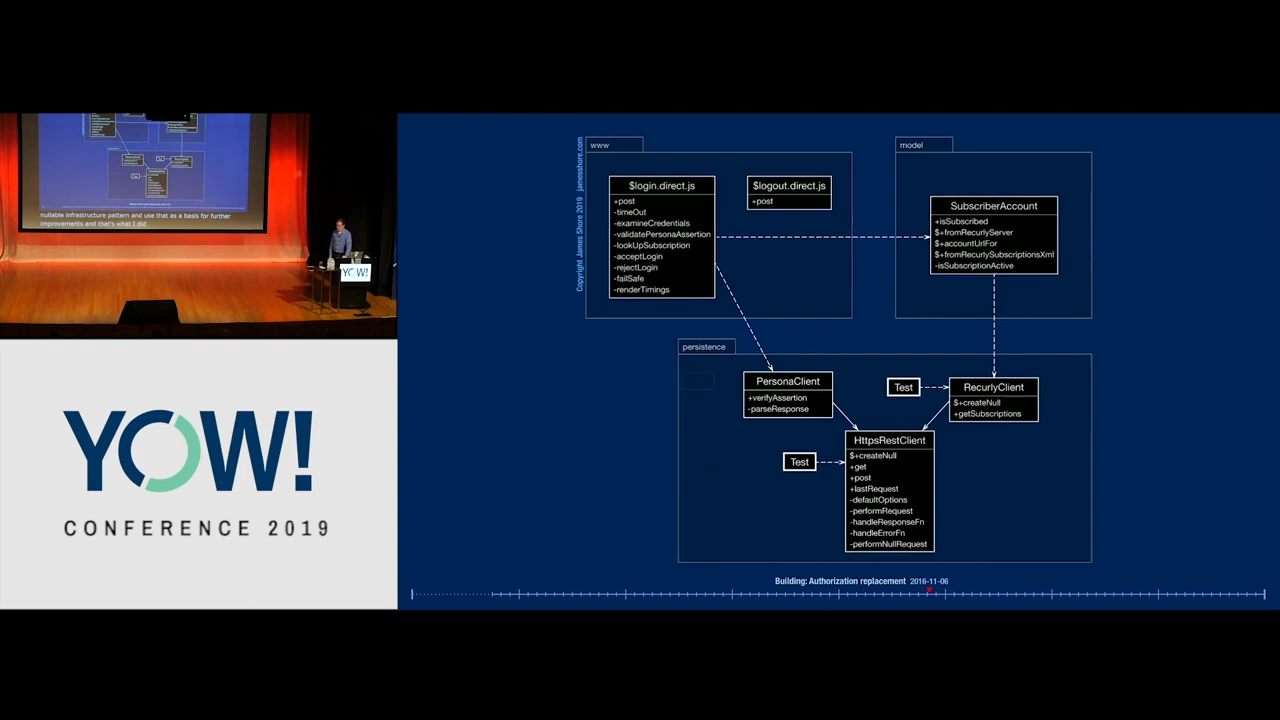 nullable infrastructure pattern and use that as a basis for further
improvements and that's what I did
YOW!
YOW!
CONFERENCE 2019
Copyright James Shore 2019 jamesshore.com
www
$login.direct.js
+post
-timeOut
-examineCredentials
-validatePersonaAssertion
-lookUpSubscription
-acceptLogin
-rejectLogin
-failSafe
-renderTimings
$logout.direct.js
+post
model
SubscriberAccount
+isSubscribed
$+fromRecurlyServer
$+accountUrlFor
$+fromRecurlySubscriptionsXml
-isSubscriptionActive
persistence
PersonaClient
+verifyAssertion
-parseResponse
Test
RecurlyClient
$+createNull
+getSubscriptions
Test
HttpsRestClient
$+createNull
+get
+post
+lastRequest
-defaultOptions
-performRequest
-handleResponseFn
-handleErrorFn
-performNullRequest
Building: Authorization replacement 2016-11-06